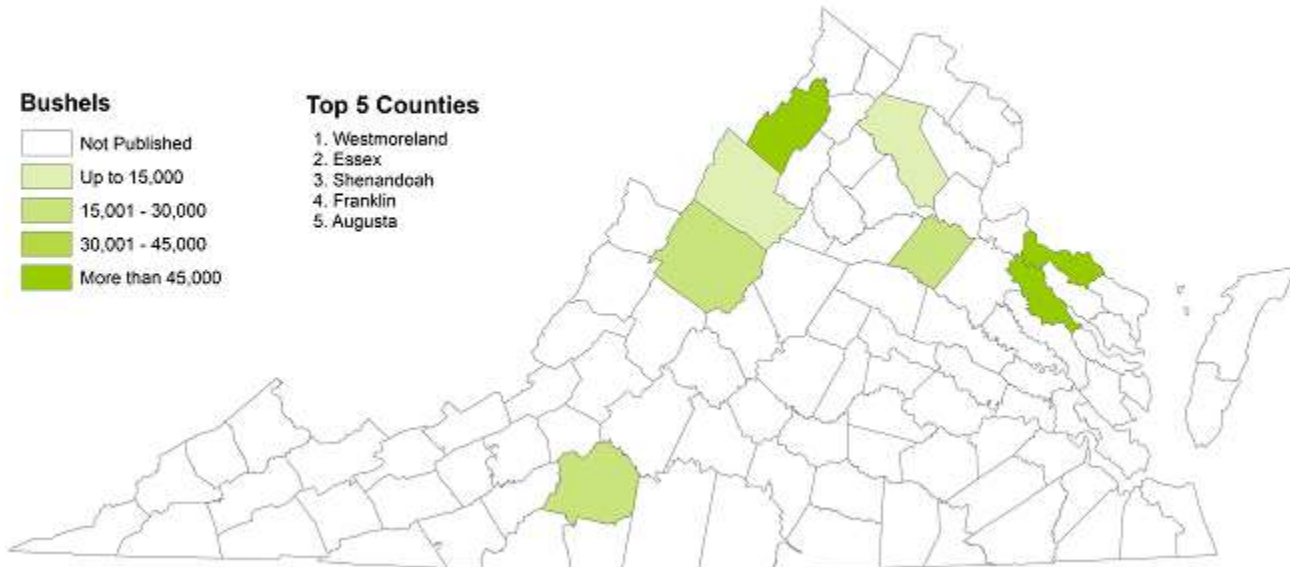 Bushels
Not Published
Up to 15,000
15,001 - 30,000
30,001 - 45,000
More than 45,000
Top 5 Counties
1. Westmoreland
2. Essex
3. Shenandoah
4. Franklin
5. Augusta